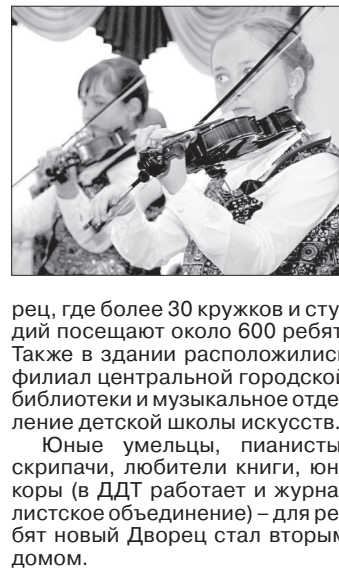 рец, где более 30 кружков и сту
дий посещают около 600 ребят
Также в здании расположилис
филиал центральной городской
библиотеки и музыкальное отде
ление детской школы искусств.
Юные умельцы, пианисты
скрипачи, любители книги, юн
коры (в ДДТ работает и журна
листское объединение) – для ре
бят новый Дворец стал вторым
домом.